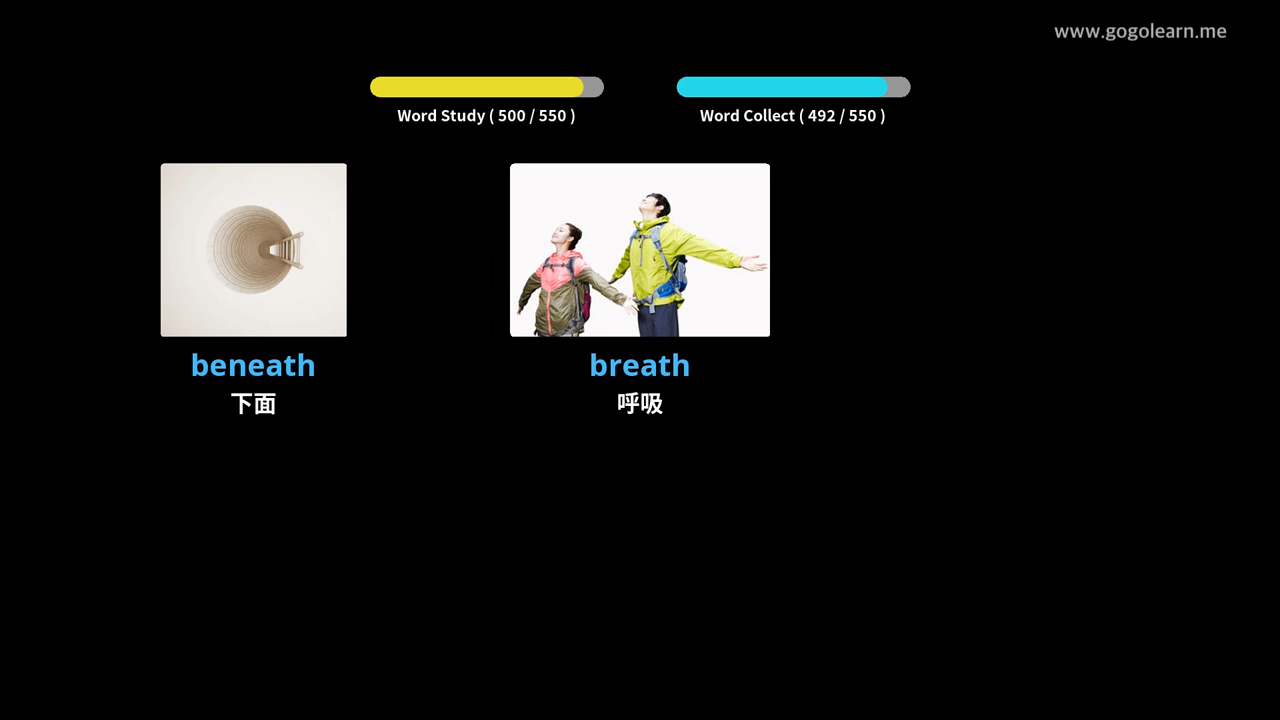 www.gogolearn.me
Word Study ( 500 / 550 )
Word Collect ( 492 / 550 )
beneath
下面
breath
呼吸